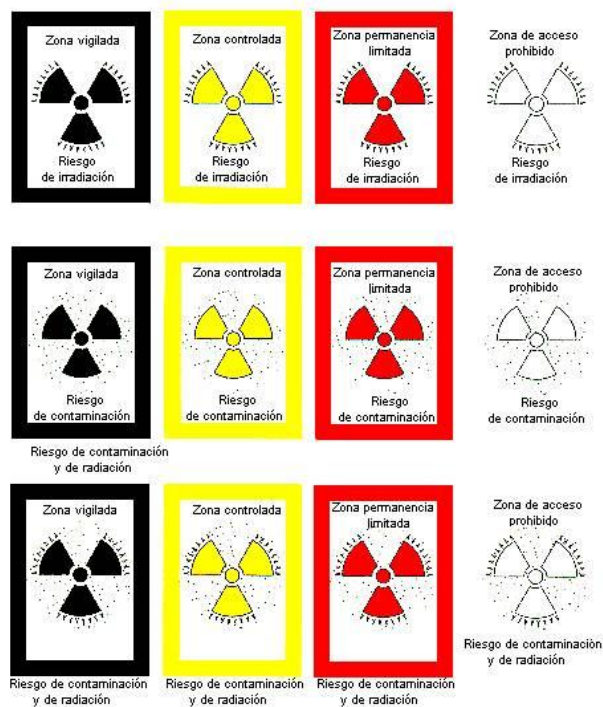 Zona vigilada
Riesgo
de irradiación
Zona controlada
Riesgo
de irradiación
Zona permanencia
limitada
Riesgo
de irradiación
Zona de acceso
prohibido
Riesgo
de irradiación
Zona vigilada
Riesgo
de contaminación
Zona controlada
Riesgo
de contaminación
Zona permanencia
limitada
Riesgo
de contaminación
Zona de acceso
prohibido
Riesgo
de contaminación
Riesgo de contaminación
y de radiación
Zona vigilada
Riesgo de contaminación
y de radiación
Zona controlada
Riesgo de contaminación
y de radiación
Zona permanencia
limitada
Riesgo de contaminación
y de radiación
Zona de acceso
prohibido
Riesgo de contaminación
y de radiación